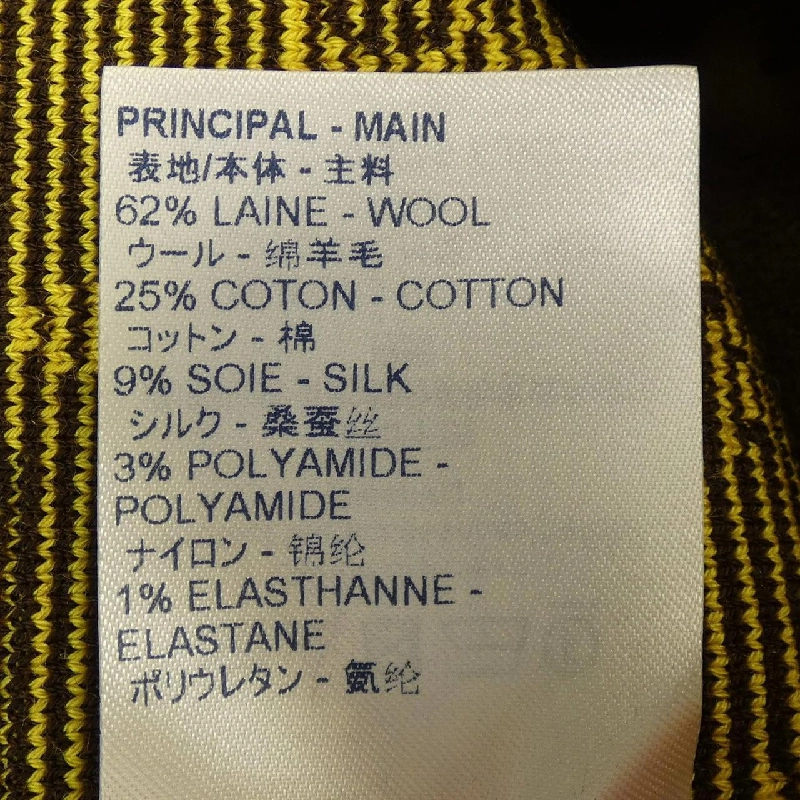 PRINCIPAL - MAIN
表地/本体 - 主料
62% LAINE - WOOL
ウール - 绵羊毛
25% COTON - COTTON
コットン - 棉
9% SOIE - SILK
シルク - 桑蚕丝
3% POLYAMIDE -
POLYAMIDE
ナイロン - 锦纶
1% ELASTHANNE -
ELASTANE
ポリウレタン - 氨纶